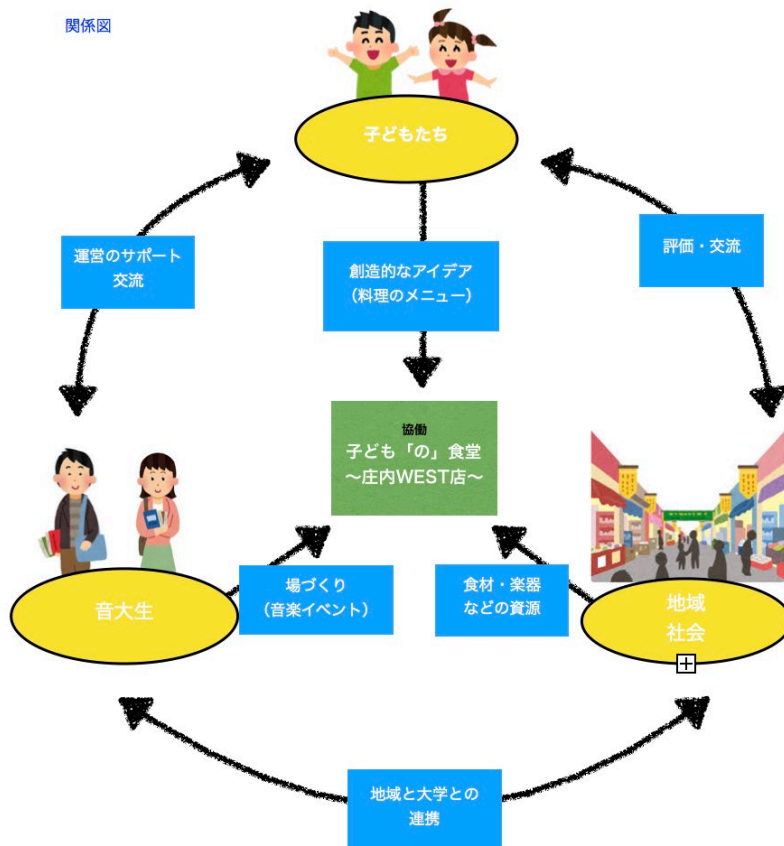 関係図
子どもたち
運営のサポート
交流
創造的なアイデア
（料理のメニュー）
評価・交流
協働
子ども「の」食堂
〜庄内WEST店〜
音大生
場づくり
（音楽イベント）
食材・楽器
などの資源
地域
社会
地域と大学との
連携